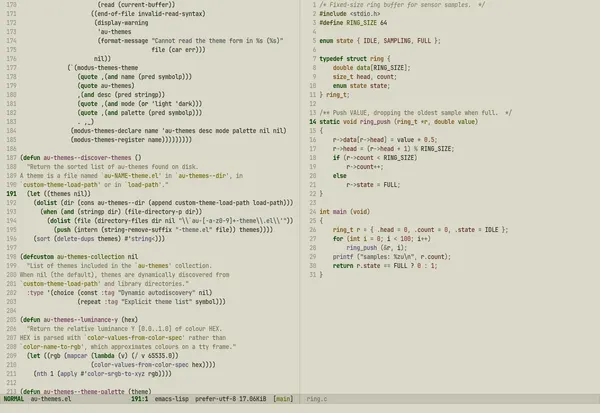 170 (read (current-buffer))
171 ((end-of-file invalid-read-syntax)
172 (display-warning
173 'au-themes
174 (format-message "Cannot read the theme form in %s (%s)"
175 file (car err)))
176 nil))
177 (`(modus-themes-theme
178 (quote ,(and name (pred symbolp)))
179 (quote au-themes)
180 ,(and desc (pred stringp))
181 (quote ,(and mode (or 'light 'dark)))
182 (quote ,(and palette (pred symbolp)))
183 . ,_)
184 (modus-themes-declare name 'au-themes desc mode palette nil nil)
185 (modus-themes-register name)))))))))
186
187 (defun au-themes--discover-themes ()
188 "Return the sorted list of au-themes found on disk.
189 A theme is a file named `au-NAME-theme.el' in `au-themes--dir', in
190 `custom-theme-load-path' or in `load-path'."
191 (let ((themes nil))
192 (dolist (dir (cons au-themes--dir (append custom-theme-load-path load-path)))
193 (when (and (stringp dir) (file-directory-p dir))
194 (dolist (file (directory-files dir nil "\\`au-[-a-z0-9]+-theme\\.el\\'"))
195 (push (intern (string-remove-suffix "-theme.el" file)) themes))))
196 (sort (delete-dups themes) #'string<)))
197
198 (defcustom au-themes-collection nil
199 "List of themes included in the `au-themes' collection.
200 When nil (the default), themes are dynamically discovered from
201 `custom-theme-load-path' and library directories."
202 :type '(choice (const :tag "Dynamic autodiscovery" nil)
203 (repeat :tag "Explicit theme list" symbol)))
204
205 (defun au-themes-luminance-y (hex)
206 "Return the relative luminance Y [0.0..1.0] of colour HEX.
207 HEX is parsed with `color-values-from-color-spec' rather than
208 `color-name-to-rgb', which approximates colours on a tty frame."
209 (let ((rgb (mapcar (lambda (v) (/ v 65535.0))
210 (color-values-from-color-spec hex))))
211 (nth 1 (apply #'color-srgb-to-xyz rgb))))
212
213 (defun au-themes--theme-palette (theme)
NORMAL au-themes.el 191:1 emacs-lisp prefer-utf-8 17.06KiB [main]
1 /* Fixed-size ring buffer for sensor samples. */
2 #include <stdio.h>
3 #define RING_SIZE 64
4
5 enum state { IDLE, SAMPLING, FULL };
6
7 typedef struct ring {
8 double data[RING_SIZE];
9 size_t head, count;
10 enum state state;
11 } ring_t;
12
13 /** Push VALUE, dropping the oldest sample when full. */
14 static void ring_push (ring_t *r, double value)
15 {
16 r->data[r->head] = value * 0.5;
17 r->head = (r->head + 1) % RING_SIZE;
18 if (r->count < RING_SIZE)
19 r->count++;
20 else
21 r->state = FULL;
22 }
23
24 int main (void)
25 {
26 ring_t r = { .head = 0, .count = 0, .state = IDLE };
27 for (int i = 0; i < 100; i++)
28 ring_push (&r, i);
29 printf ("samples: %zu\n", r.count);
30 return r.state == FULL ? 0 : 1;
31 }
ring.c